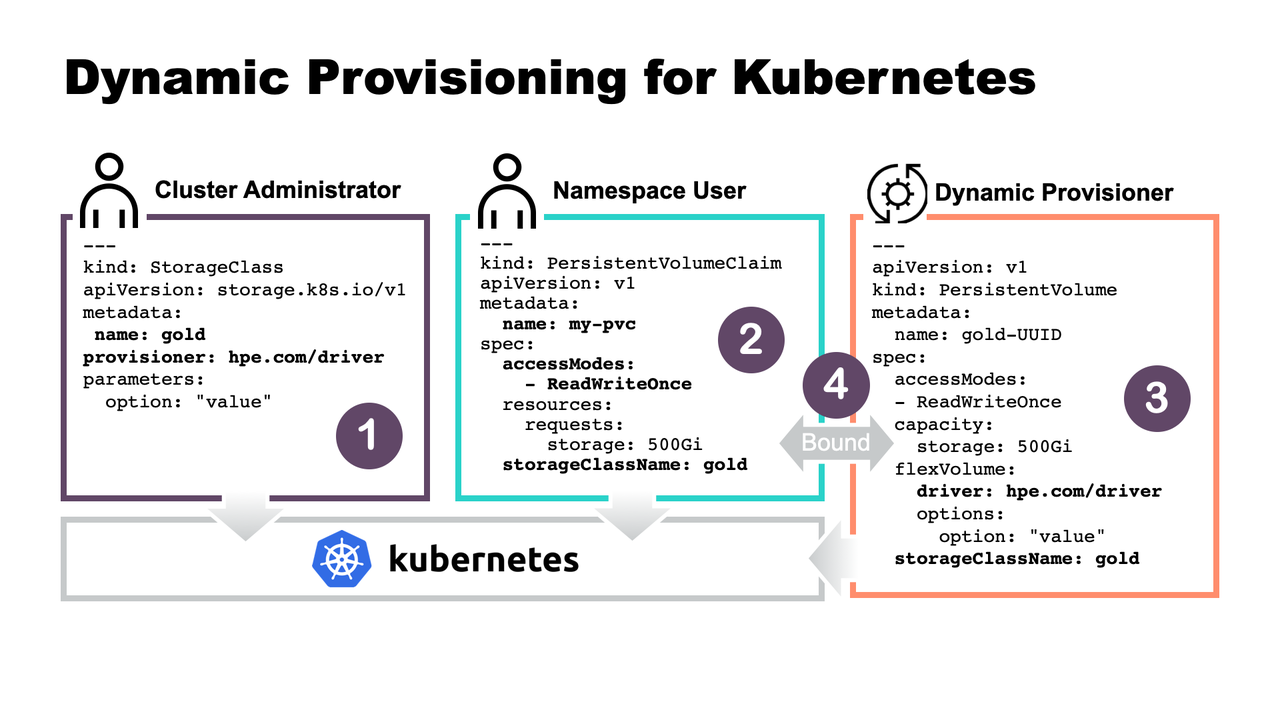 Dynamic Provisioning for Kubernetes
Cluster Administrator
---
kind: StorageClass
apiVersion: storage.k8s.io/v1
metadata:
 name: gold
provisioner: hpe.com/driver
parameters:
  option: "value"
1
Namespace User
---
kind: PersistentVolumeClaim
apiVersion: v1
metadata:
  name: my-pvc
spec:
  accessModes:
    - ReadWriteOnce
  resources:
    requests:
      storage: 500Gi
  storageClassName: gold
2
4
Bound
Dynamic Provisioner
---
apiVersion: v1
kind: PersistentVolume
metadata:
  name: gold-UUID
spec:
  accessModes:
  - ReadWriteOnce
  capacity:
    storage: 500Gi
  flexVolume:
    driver: hpe.com/driver
    options:
      option: "value"
  storageClassName: gold
3
kubernetes